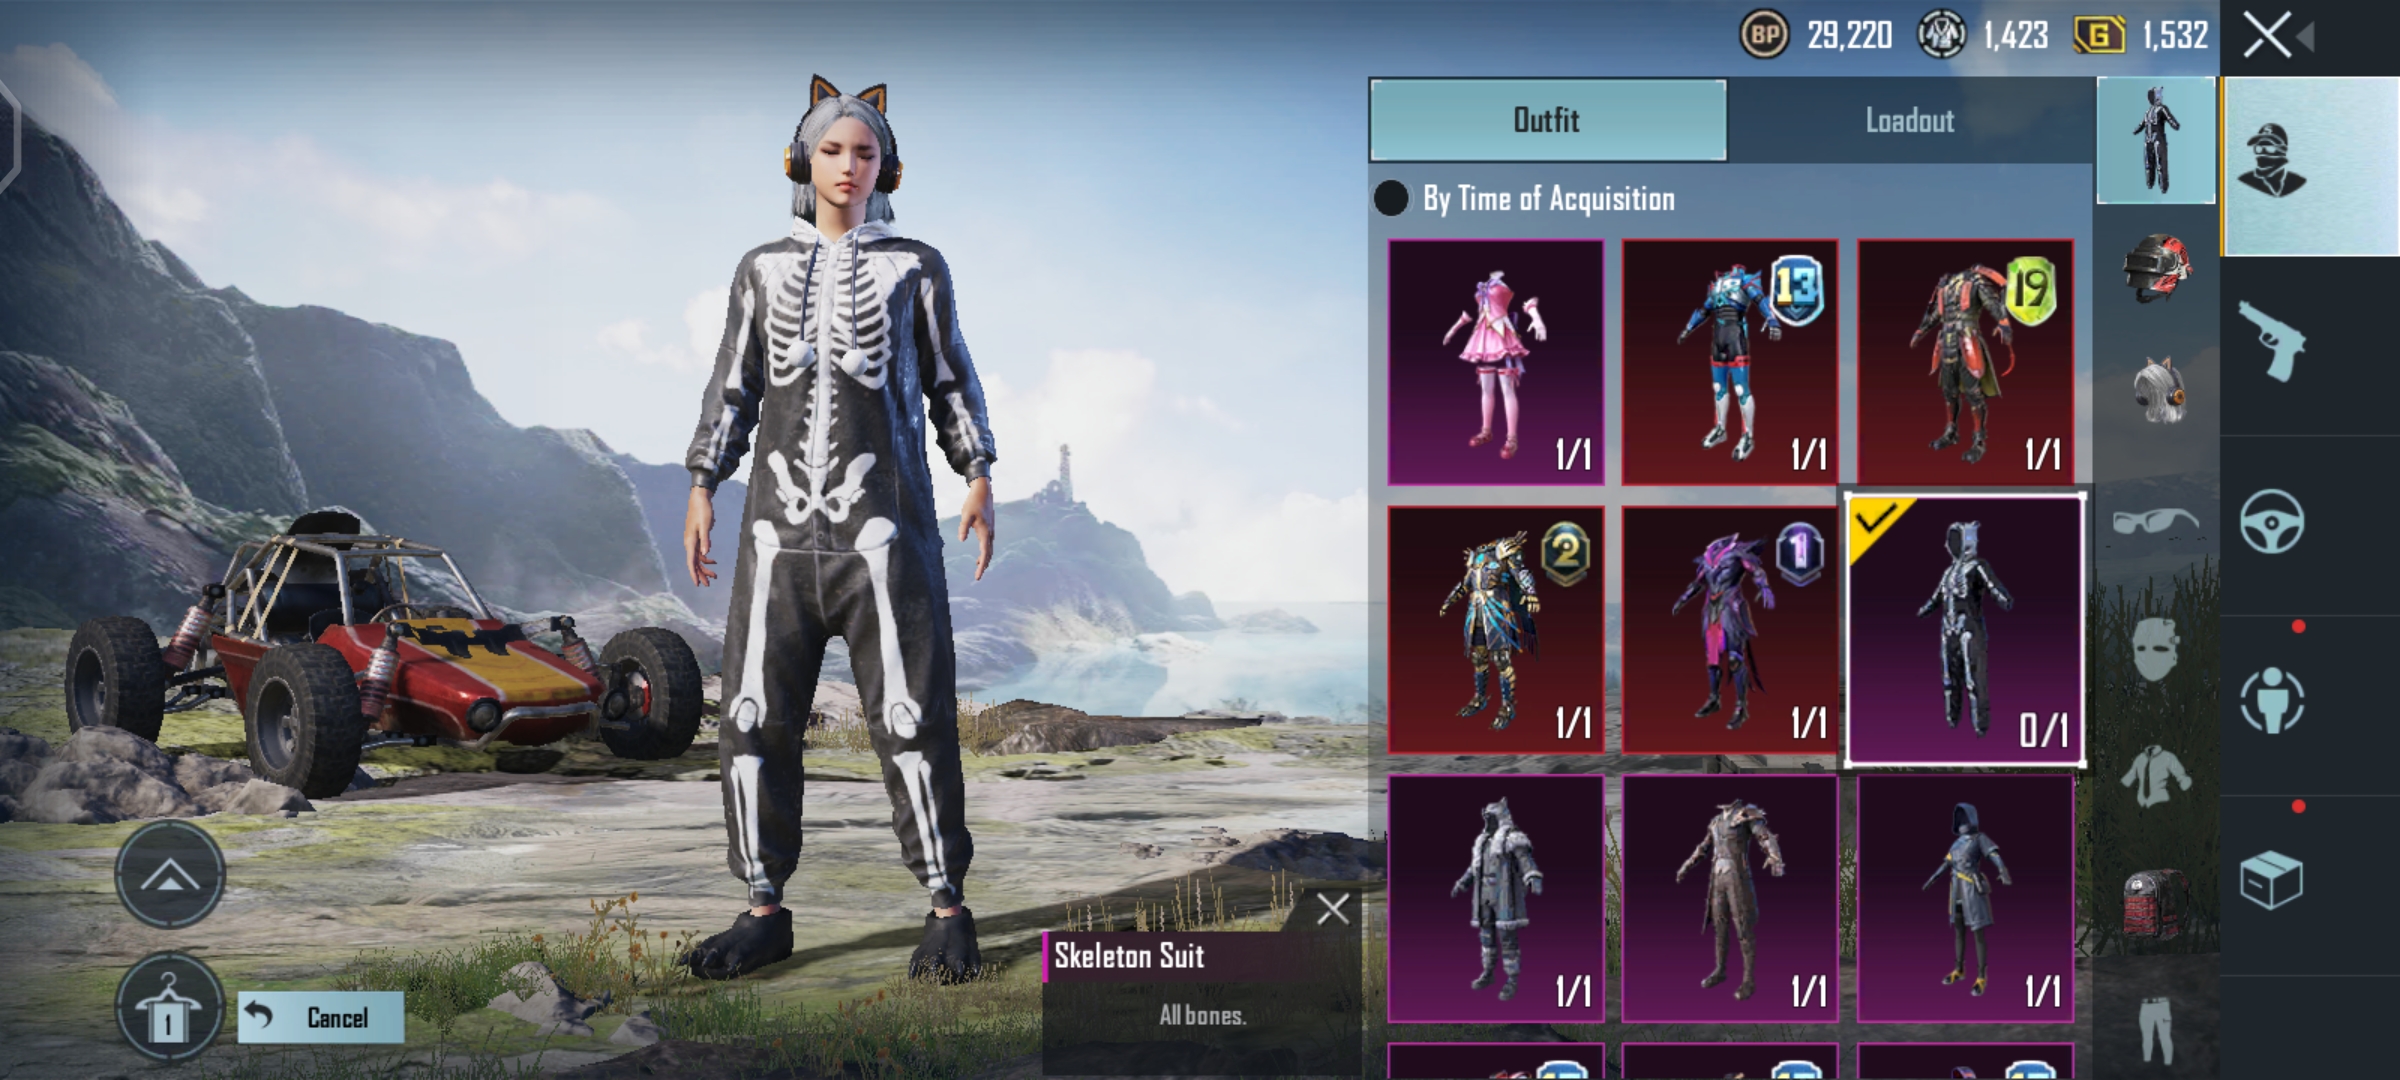 BP 29,220 1,423 G 1,532
Outfit
Loadout
By Time of Acquisition
1/1
13
1/1
19
1/1
2
1/1
1
1/1
0/1
1/1
1/1
1/1
Skeleton Suit
All bones.
1
Cancel